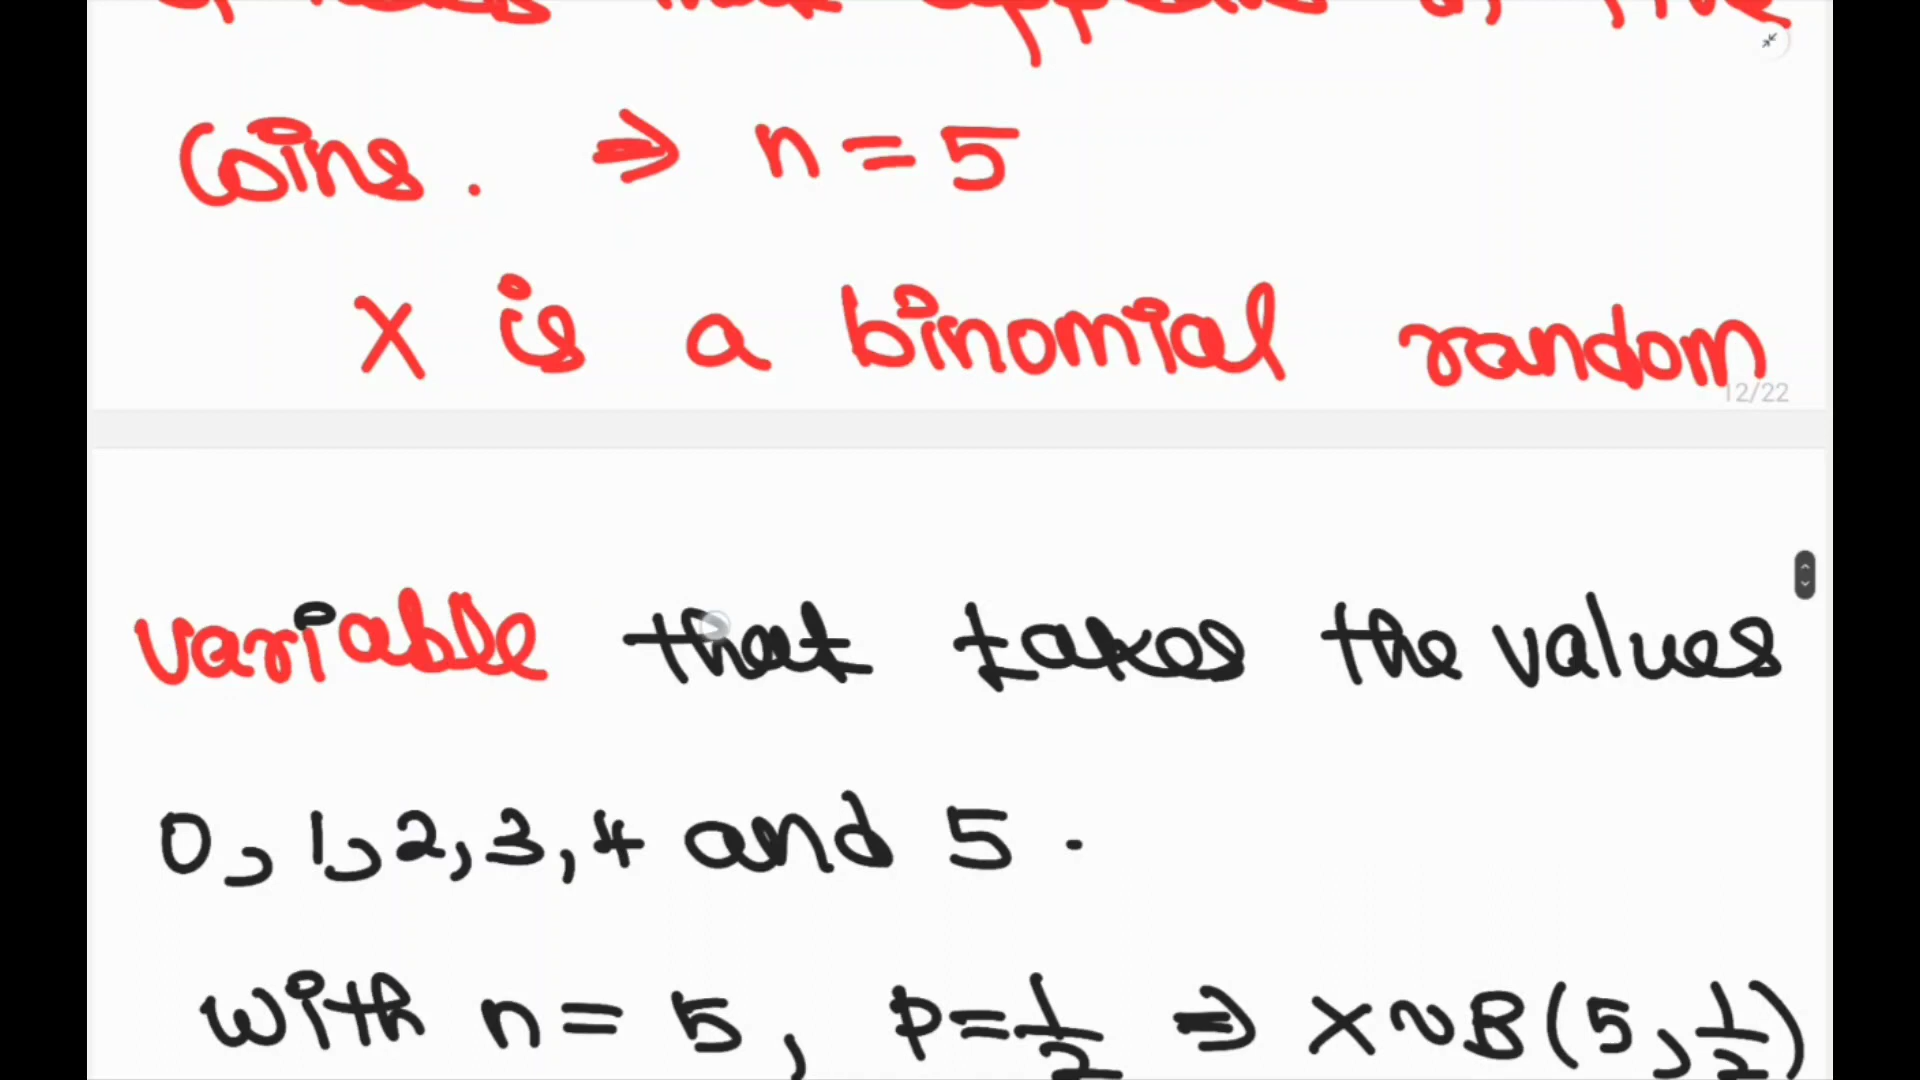 coins. ⇒ n=5
X is a binomial random
12/22
variable that takes the values
0, 1, 2, 3, 4 and 5.
with n=5, p=1/2 ⇒ X~B(5,1/2)